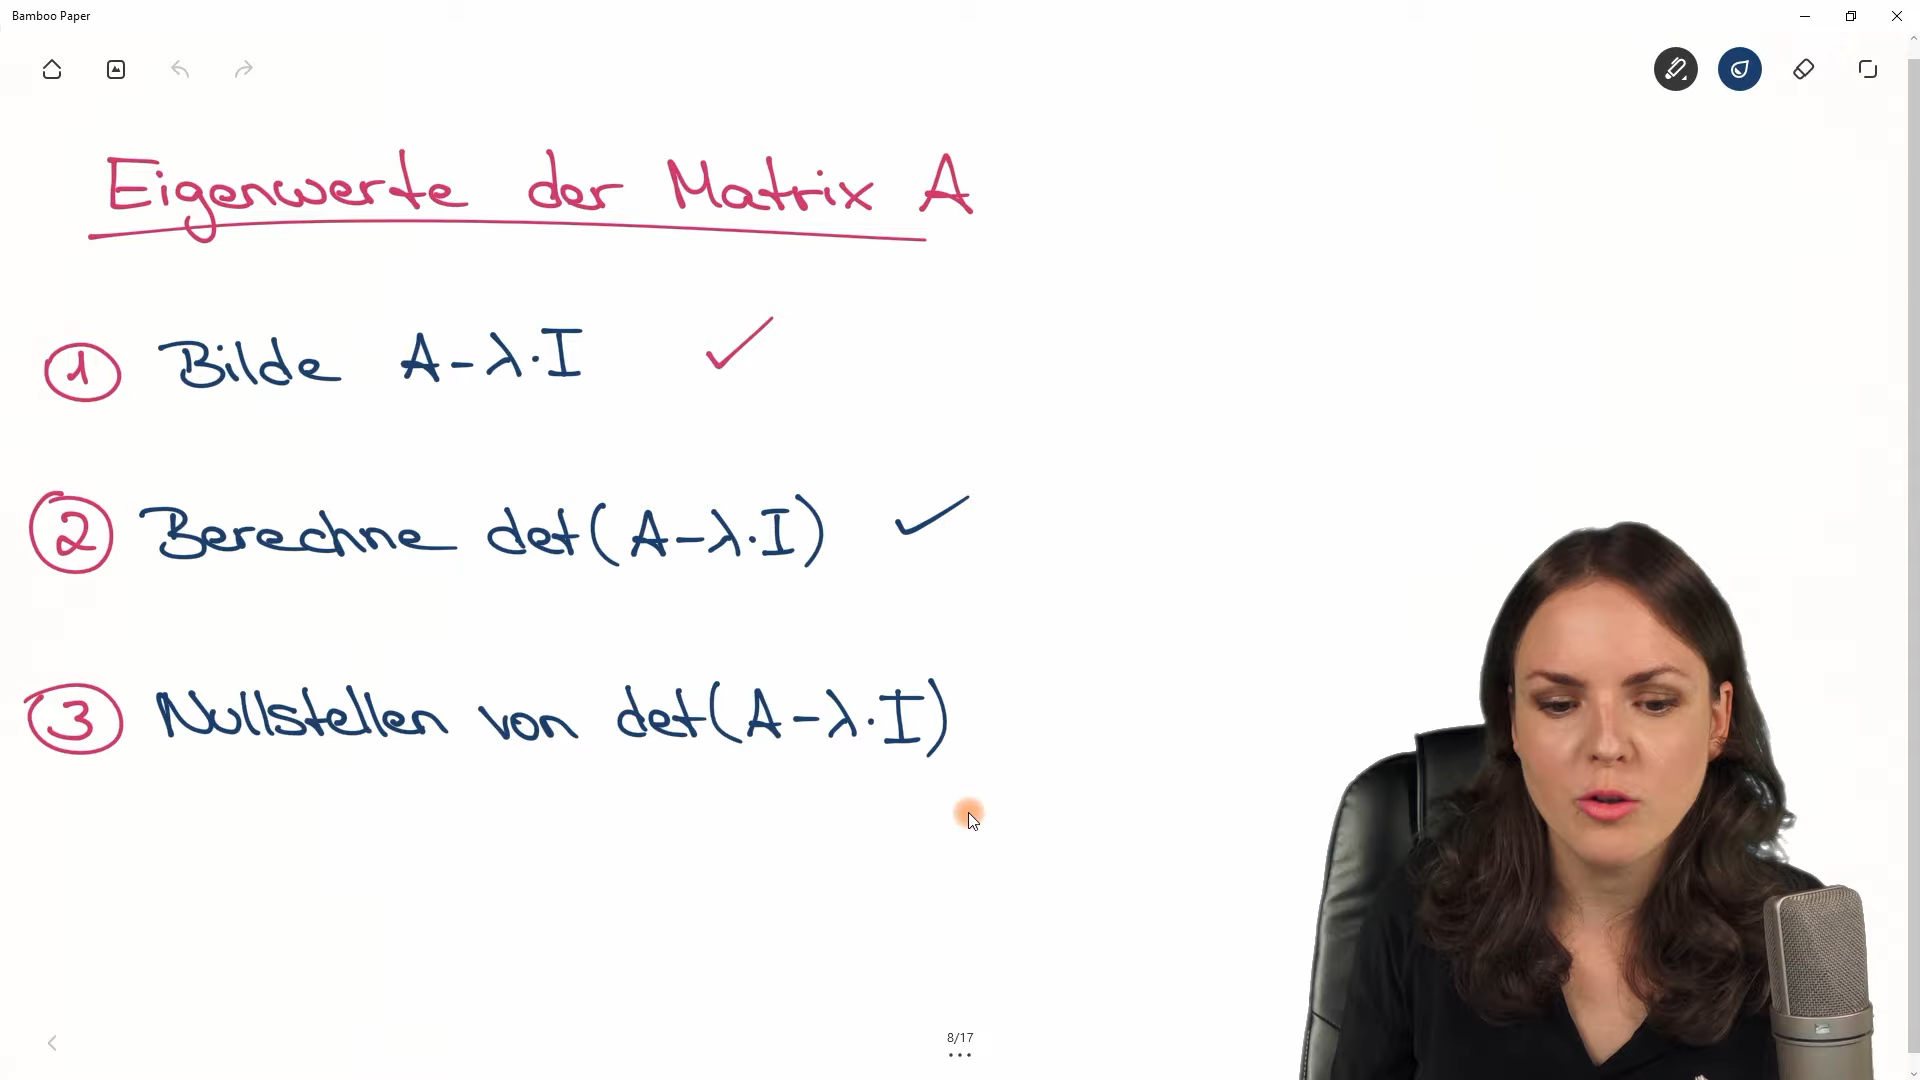 Bamboo Paper
Eigenwerte der Matrix A
1 Bilde A-λ·I ✓
2 Berechne det(A-λ·I) ✓
3 Nullstellen von det(A-λ·I)
8/17